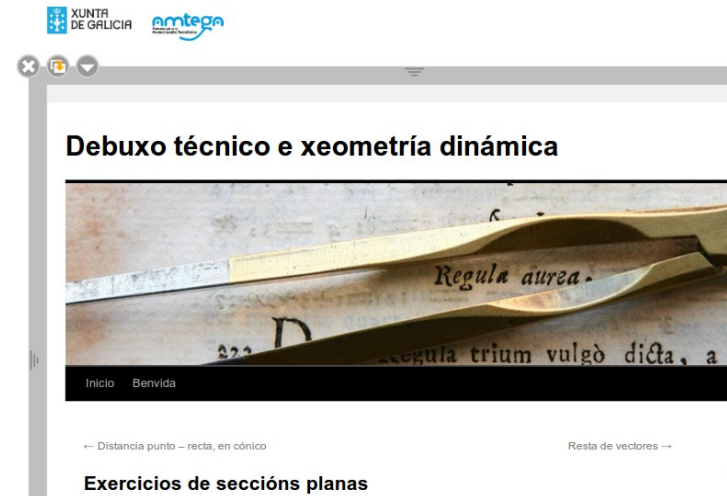 XUNTA
DE GALICIA
amtega
Debuxo técnico e xeometría dinámica
Regula aurea.
222
D
Regula trium vulgò dicta, a
Inicio Benvida
← Distancia punto – recta, en cónico Resta de vectores →
Exercicios de seccións planas